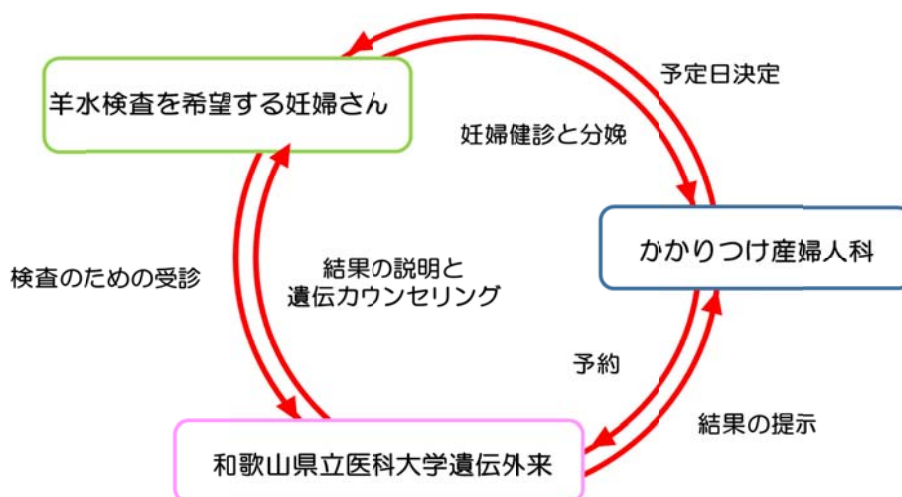 予定日決定
羊水検査を希望する妊婦さん
妊婦健診と分娩
かかりつけ産婦人科
検査のための受診
結果の説明と
遺伝カウンセリング
予約
結果の提示
和歌山県立医科大学遺伝外来